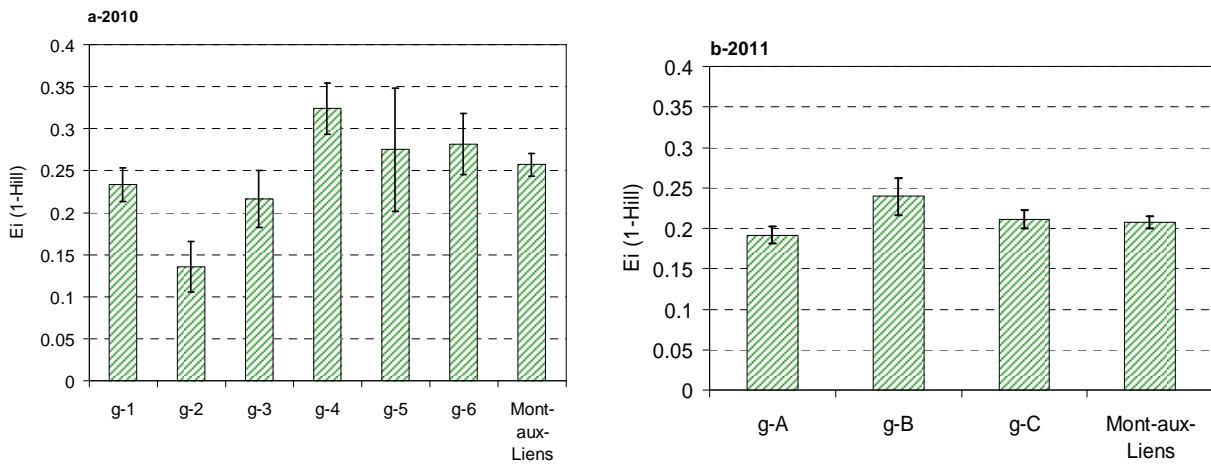 a-2010
Ei (1-Hill)
0.4
0.35
0.3
0.25
0.2
0.15
0.1
0.05
0
g-1
g-2
g-3
g-4
g-5
g-6
Mont-
aux-
Liens
b-2011
Ei (1-Hill)
0.4
0.35
0.3
0.25
0.2
0.15
0.1
0.05
0
g-A
g-B
g-C
Mont-aux-
Liens